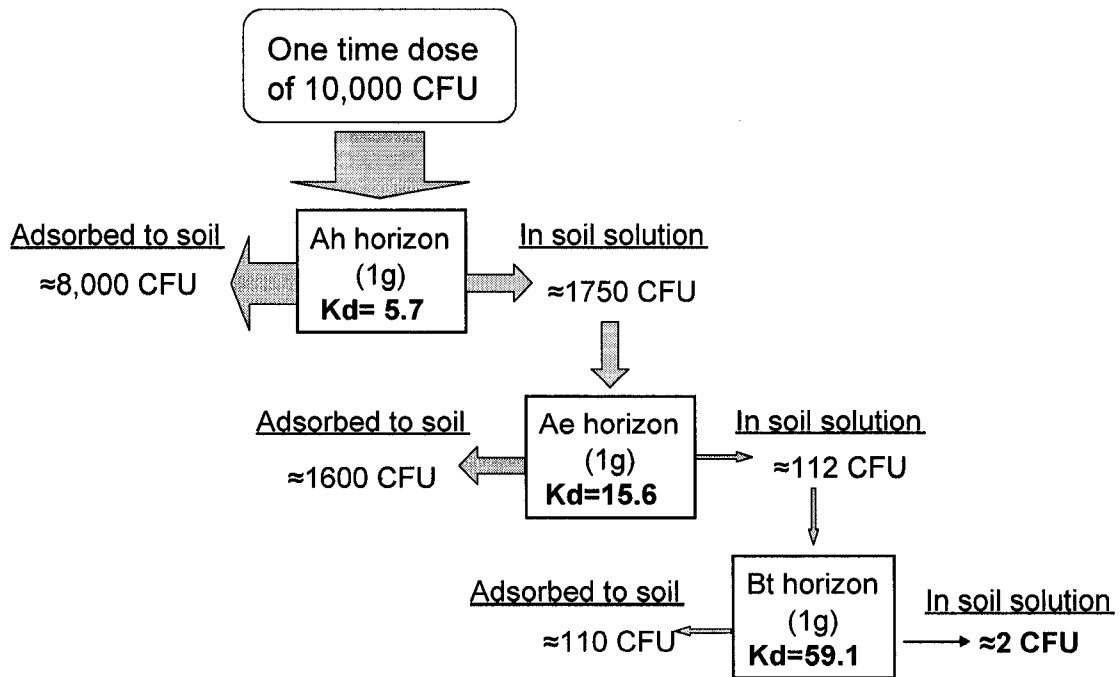 One time dose
of 10,000 CFU
Adsorbed to soil
≈8,000 CFU
Ah horizon
(1g)
Kd= 5.7
In soil solution
≈1750 CFU
Adsorbed to soil
≈1600 CFU
Ae horizon
(1g)
Kd=15.6
In soil solution
≈112 CFU
Adsorbed to soil
≈110 CFU
Bt horizon
(1g)
Kd=59.1
In soil solution
≈2 CFU